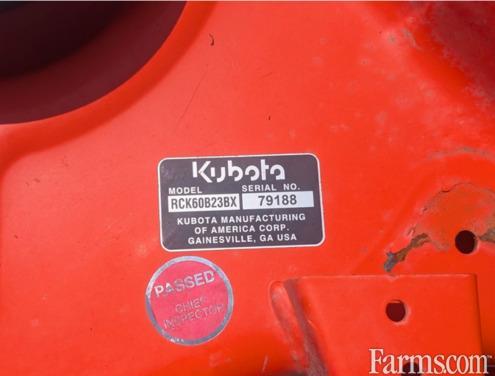 Kubota
MODEL SERIAL NO.
RCK60B23BX 79188
KUBOTA MANUFACTURING
OF AMERICA CORP.
GAINESVILLE, GA USA
PASSED
CHIEF
INSPECTOR
Farms.com